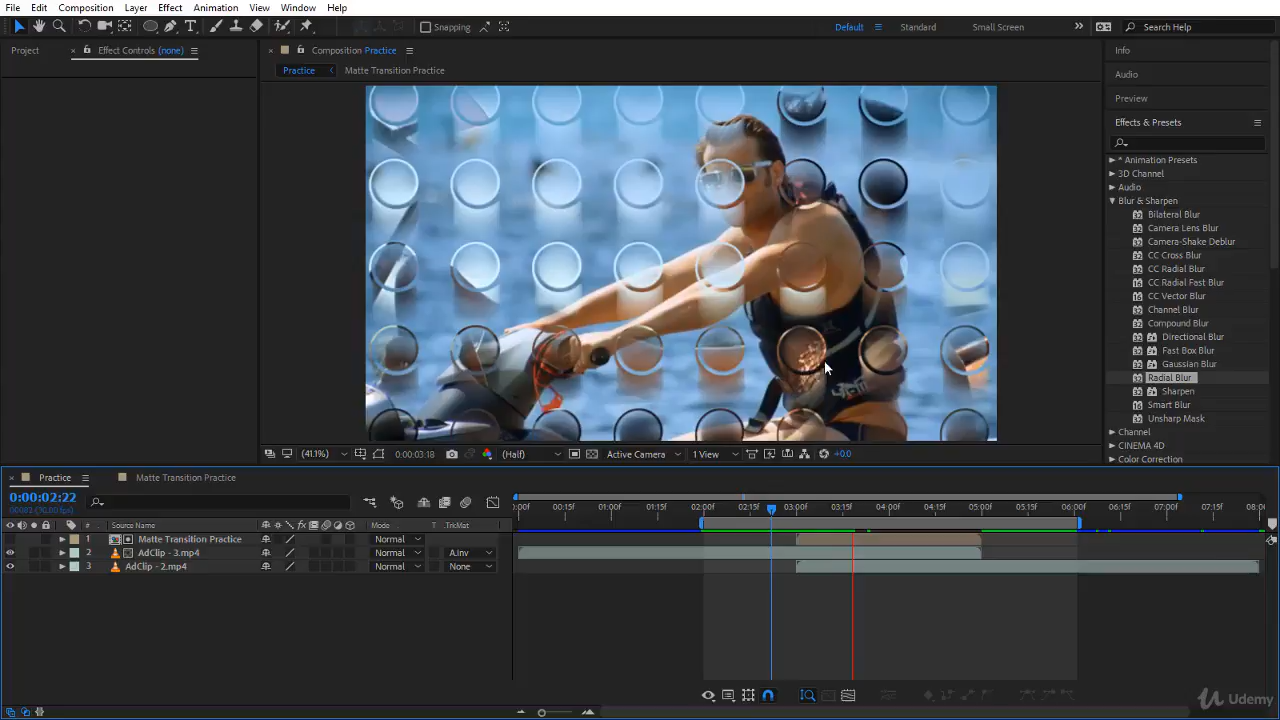 File Edit Composition Layer Effect Animation View Window Help
Snapping Default Standard Small Screen Search Help
Project Effect Controls (none) Composition Practice Info
Practice Matte Transition Practice
Audio
Preview
Effects & Presets
* Animation Presets
3D Channel
Audio
Blur & Sharpen
Bilateral Blur
Camera Lens Blur
Camera-Shake Deblur
CC Cross Blur
CC Radial Blur
CC Radial Fast Blur
CC Vector Blur
Channel Blur
Compound Blur
Directional Blur
Fast Box Blur
Gaussian Blur
Radial Blur
Sharpen
Smart Blur
Unsharp Mask
Channel
CINEMA 4D
Color Correction
(41.1%) 0:00:03:18 (Half) Active Camera 1 View +0.0
Practice Matte Transition Practice
0:00:02:22
:00f 00:15f 01:00f 01:15f 02:00f 02:15f 03:00f 03:15f 04:00f 04:15f 05:00f 05:15f 06:00f 06:15f 07:00f 07:15f 08:00f
# Source Name Mode T TrkMat
1 Matte Transition Practice Normal
2 AdClip - 3.mp4 Normal A.Inv
3 AdClip - 2.mp4 Normal None
Udemy